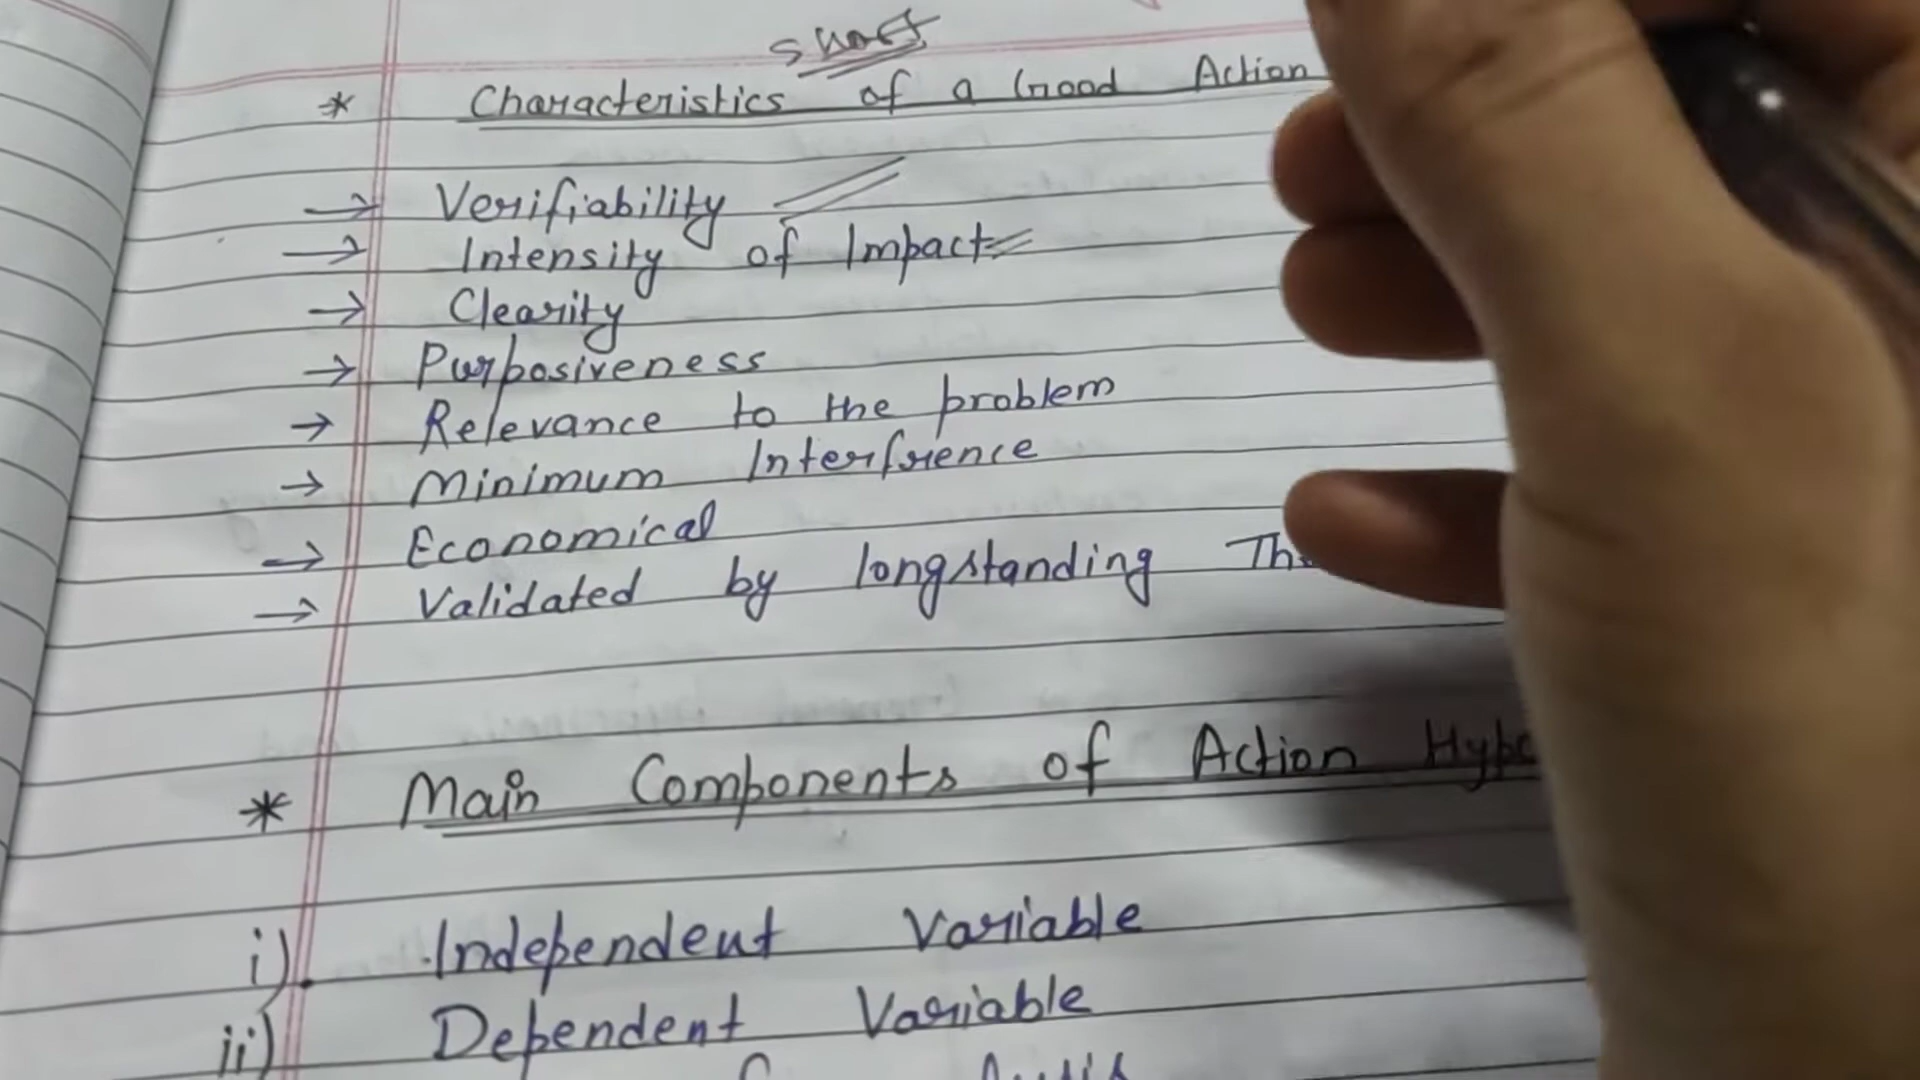 short
* Characteristics of a Good Action
→ Verifiability
→ Intensity of Impact
→ Clearity
→ Purposiveness
→ Relevance to the problem
→ Minimum Interfrience
→ Economical
→ Validated by longstanding
* Main Components of Action
i). Independent Variable
ii) Dependent Variable